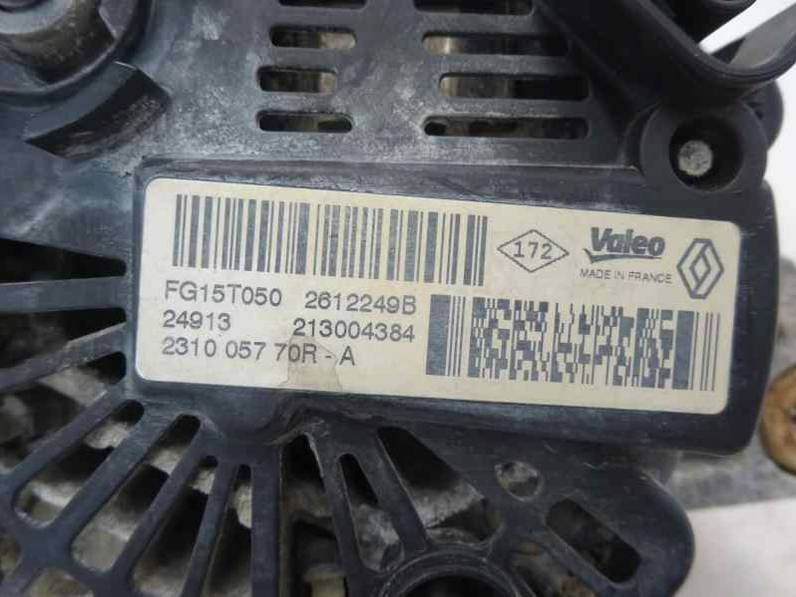 172 Valeo
MADE IN FRANCE
FG15T050 2612249B
24913 213004384
2310 057 70R - A